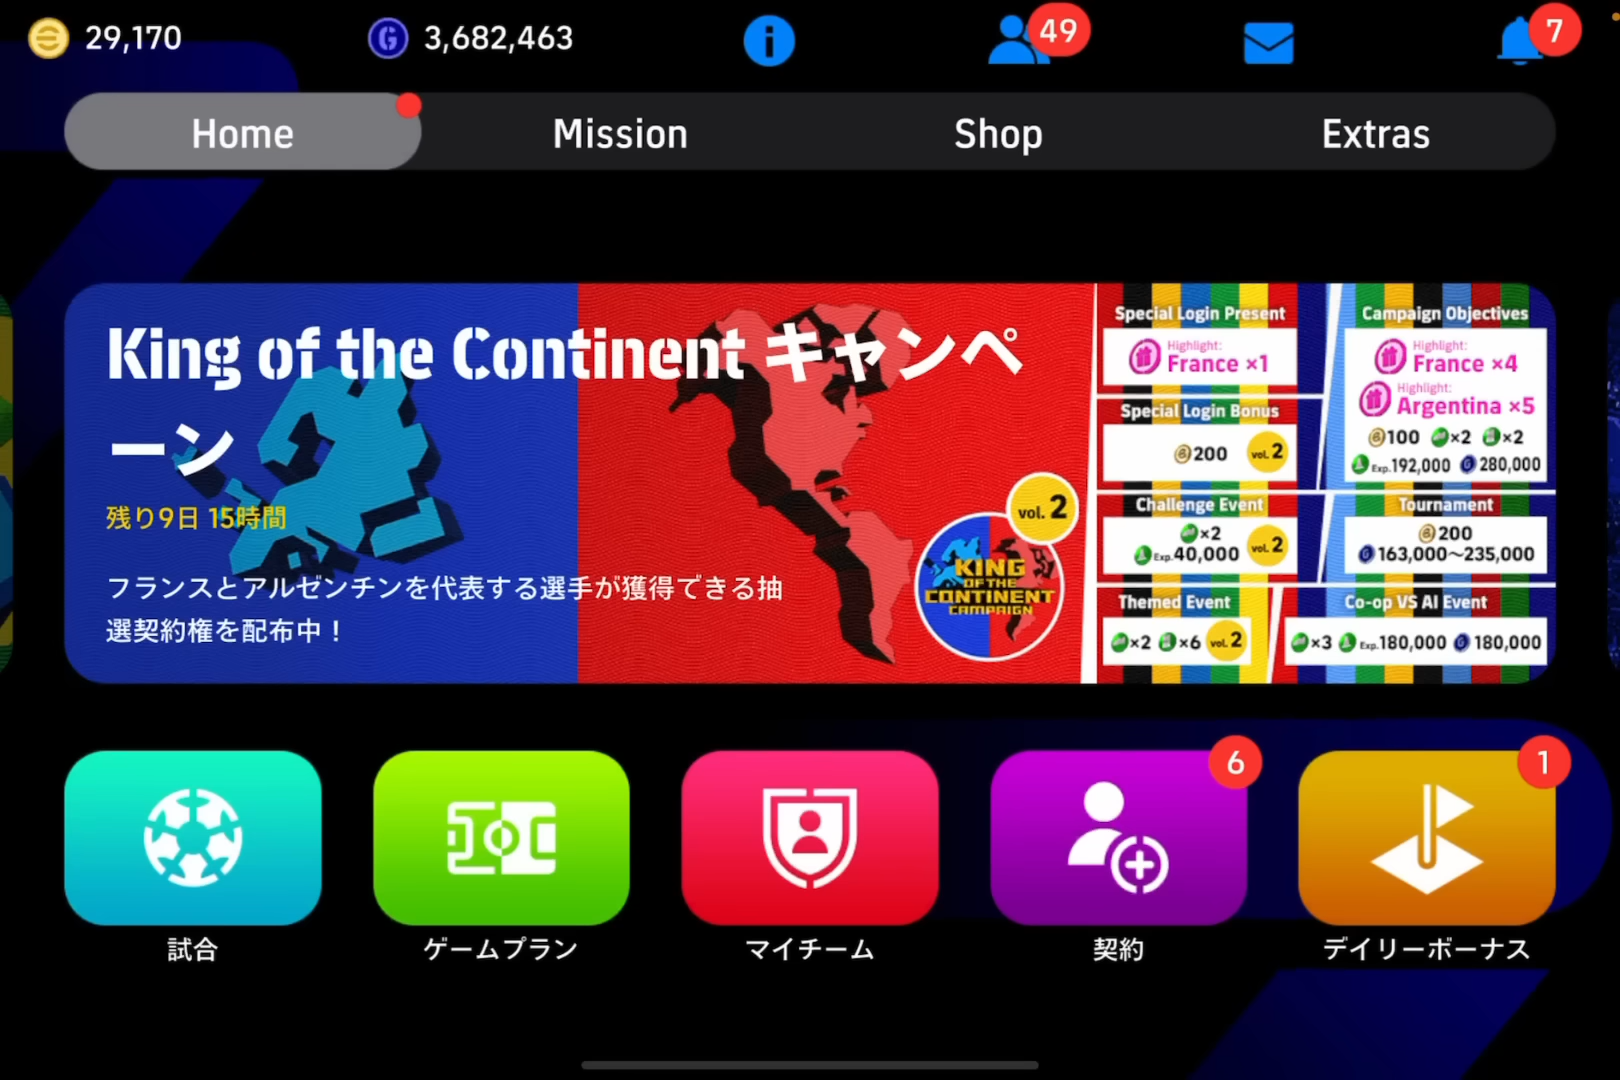 29,170
3,682,463
49
7
Home
Mission
Shop
Extras
King of the Continent キャンペ
ーン
残り9日 15時間
フランスとアルゼンチンを代表する選手が獲得できる抽
選契約権を配布中！
vol. 2
KING
OF THE
CONTINENT
CAMPAIGN
Special Login Present
Highlight:
France ×1
Special Login Bonus
200 vol. 2
Challenge Event
×2
Exp.40,000 vol. 2
Themed Event
×2 ×6 vol. 2
Campaign Objectives
Highlight:
France ×4
Highlight:
Argentina ×5
100 ×2 ×2
Exp.192,000 280,000
Tournament
200
163,000～235,000
Co-op VS AI Event
×3 Exp.180,000 180,000
6
1
試合
ゲームプラン
マイチーム
契約
デイリーボーナス